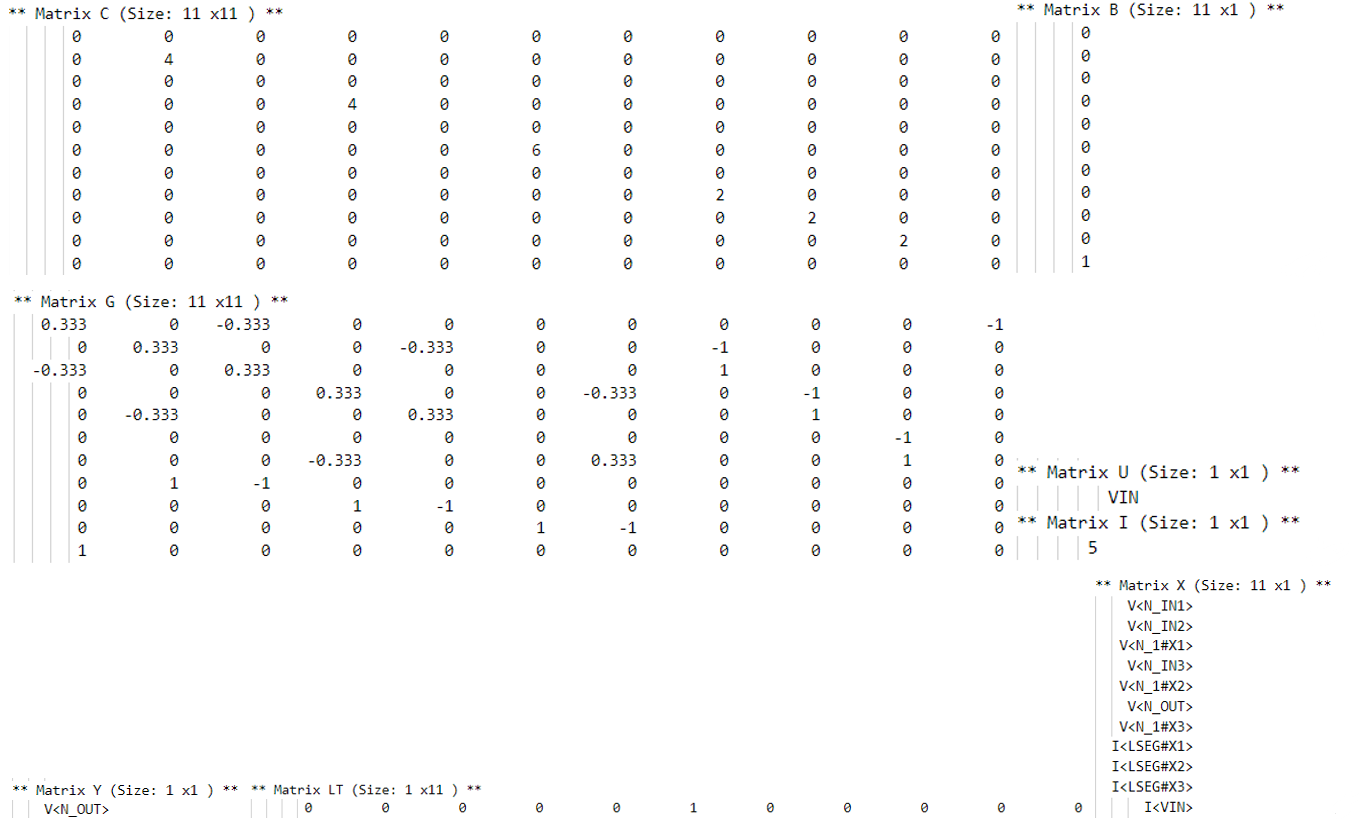 ** Matrix C (Size: 11 x11 ) **
0 0 0 0 0 0 0 0 0 0 0
0 4 0 0 0 0 0 0 0 0 0
0 0 0 0 0 0 0 0 0 0 0
0 0 0 4 0 0 0 0 0 0 0
0 0 0 0 0 0 0 0 0 0 0
0 0 0 0 0 6 0 0 0 0 0
0 0 0 0 0 0 0 0 0 0 0
0 0 0 0 0 0 0 2 0 0 0
0 0 0 0 0 0 0 0 2 0 0
0 0 0 0 0 0 0 0 0 2 0
0 0 0 0 0 0 0 0 0 0 0
** Matrix B (Size: 11 x1 ) **
0
0
0
0
0
0
0
0
0
0
1
** Matrix G (Size: 11 x11 ) **
0.333 0 -0.333 0 0 0 0 0 0 0 -1
0 0.333 0 0 -0.333 0 0 -1 0 0 0
-0.333 0 0.333 0 0 0 0 1 0 0 0
0 0 0 0.333 0 0 -0.333 0 -1 0 0
0 -0.333 0 0 0.333 0 0 0 1 0 0
0 0 0 0 0 0 0 0 0 -1 0
0 0 0 -0.333 0 0 0.333 0 0 1 0
0 1 -1 0 0 0 0 0 0 0 0
0 0 0 1 -1 0 0 0 0 0 0
0 0 0 0 0 1 -1 0 0 0 0
1 0 0 0 0 0 0 0 0 0 0
** Matrix U (Size: 1 x1 ) **
VIN
** Matrix I (Size: 1 x1 ) **
5
** Matrix X (Size: 11 x1 ) **
V<N_IN1>
V<N_IN2>
V<N_1#X1>
V<N_IN3>
V<N_1#X2>
V<N_OUT>
V<N_1#X3>
I<LSEG#X1>
I<LSEG#X2>
I<LSEG#X3>
I<VIN>
** Matrix Y (Size: 1 x1 ) **
V<N_OUT>
** Matrix LT (Size: 1 x11 ) **
0 0 0 0 0 1 0 0 0 0 0